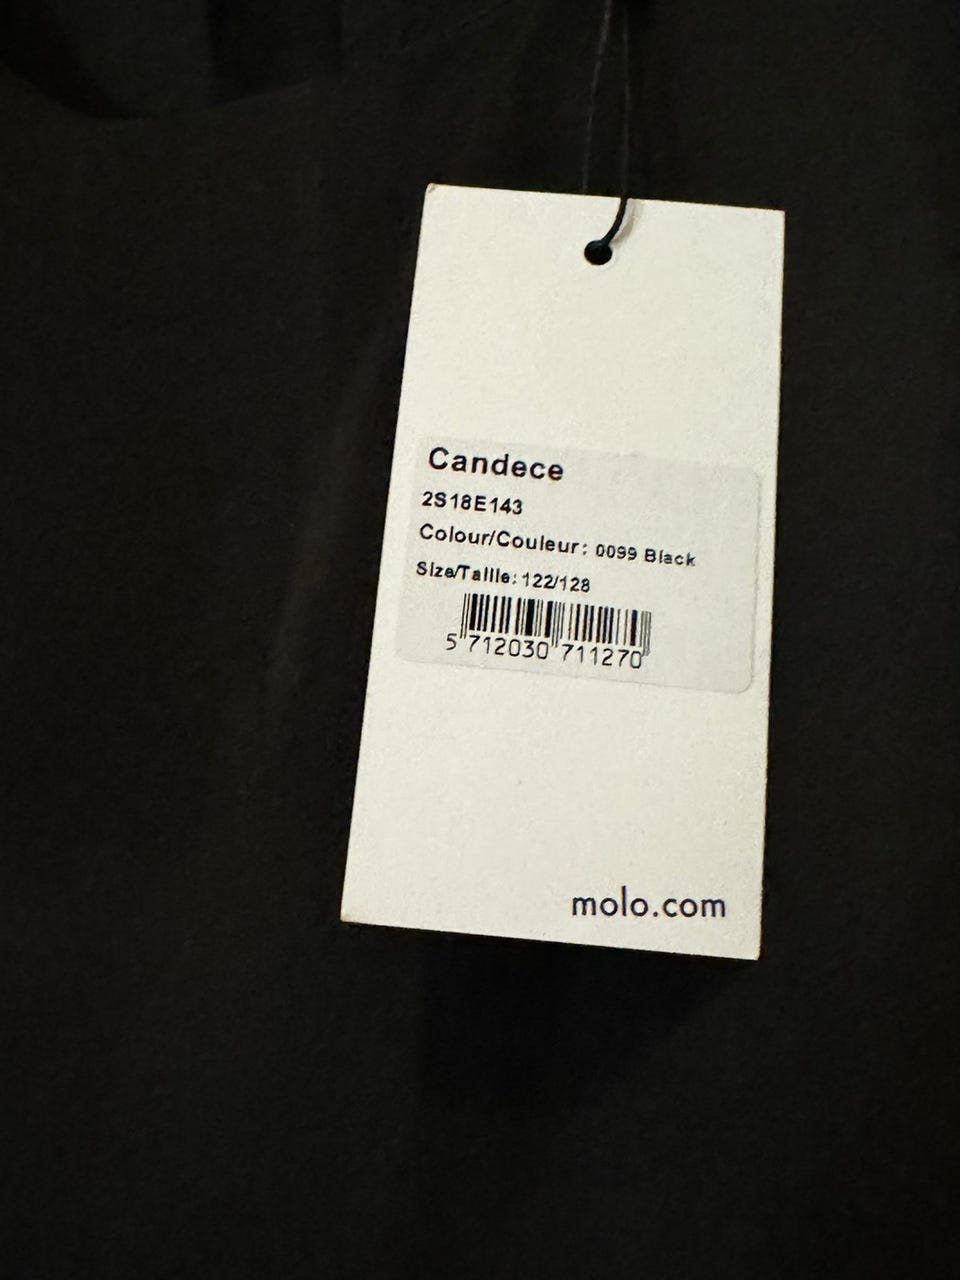 Candece
2S18E143
Colour/Couleur: 0099 Black
Size/Taille: 122/128
5 712030 711270
molo.com